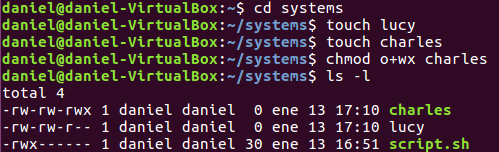 daniel@daniel-VirtualBox:~$ cd systems
daniel@daniel-VirtualBox:~/systems$ touch lucy
daniel@daniel-VirtualBox:~/systems$ touch charles
daniel@daniel-VirtualBox:~/systems$ chmod o+wx charles
daniel@daniel-VirtualBox:~/systems$ ls -l
total 4
-rw-rw-rwx 1 daniel daniel  0 ene 13 17:10 charles
-rw-rw-r-- 1 daniel daniel  0 ene 13 17:10 lucy
-rwx------ 1 daniel daniel 30 ene 13 16:51 script.sh